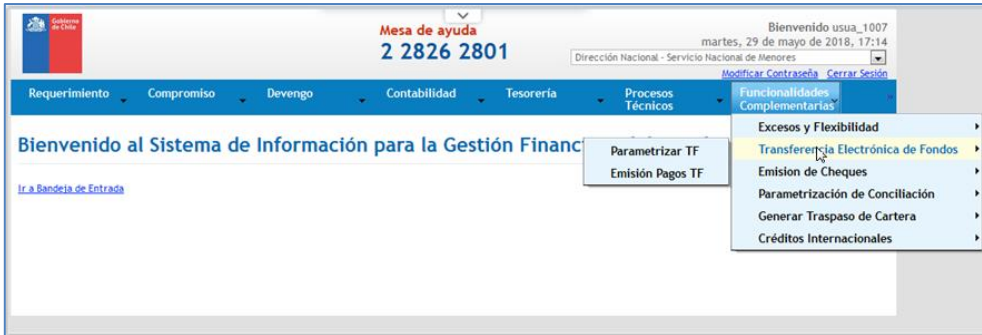 Gobierno
de Chile
Mesa de ayuda
2 2826 2801
Bienvenido usua_1007
martes, 29 de mayo de 2018, 17:14
Dirección Nacional - Servicio Nacional de Menores
Modificar Contraseña Cerrar Sesión
Requerimiento Compromiso Devengo Contabilidad Tesorería Procesos Técnicos Funcionalidades Complementarias
Bienvenido al Sistema de Información para la Gestión Financ
Ir a Bandeja de Entrada
Parametrizar TF
Emisión Pagos TF
Excesos y Flexibilidad
Transferencia Electrónica de Fondos
Emision de Cheques
Parametrización de Conciliación
Generar Traspaso de Cartera
Créditos Internacionales